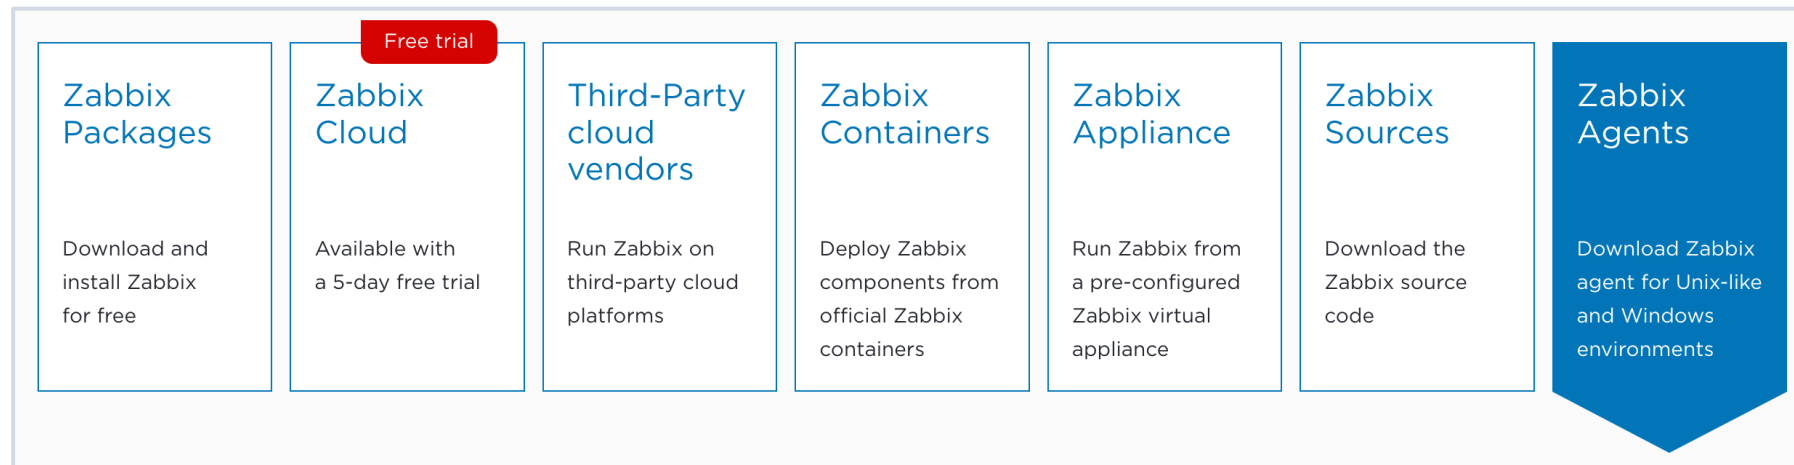 Free trial
Zabbix
Packages
Download and
install Zabbix
for free
Zabbix
Cloud
Available with
a 5-day free trial
Third-Party
cloud
vendors
Run Zabbix on
third-party cloud
platforms
Zabbix
Containers
Deploy Zabbix
components from
official Zabbix
containers
Zabbix
Appliance
Run Zabbix from
a pre-configured
Zabbix virtual
appliance
Zabbix
Sources
Download the
Zabbix source
code
Zabbix
Agents
Download Zabbix
agent for Unix-like
and Windows
environments